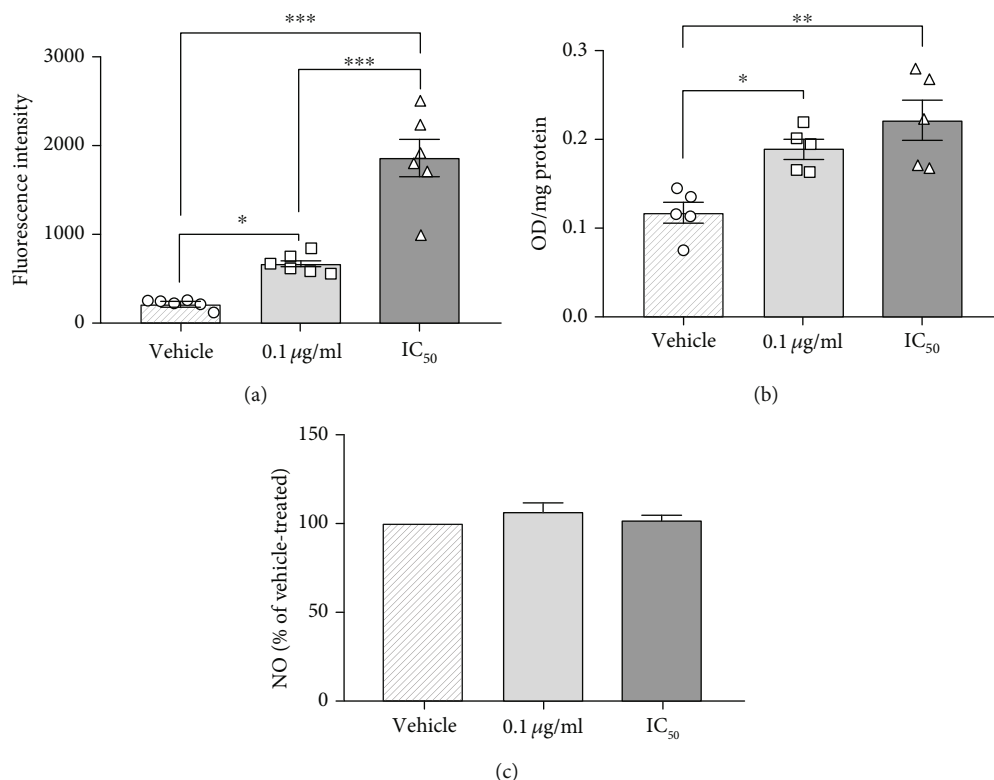 ***
***
*
3000
2000
1000
0
Fluorescence intensity
Vehicle
0.1 μg/ml
IC50
(a)
**
*
0.3
0.2
0.1
0.0
OD/mg protein
Vehicle
0.1 μg/ml
IC50
(b)
150
100
50
0
NO (% of vehicle-treated)
Vehicle
0.1 μg/ml
IC50
(c)